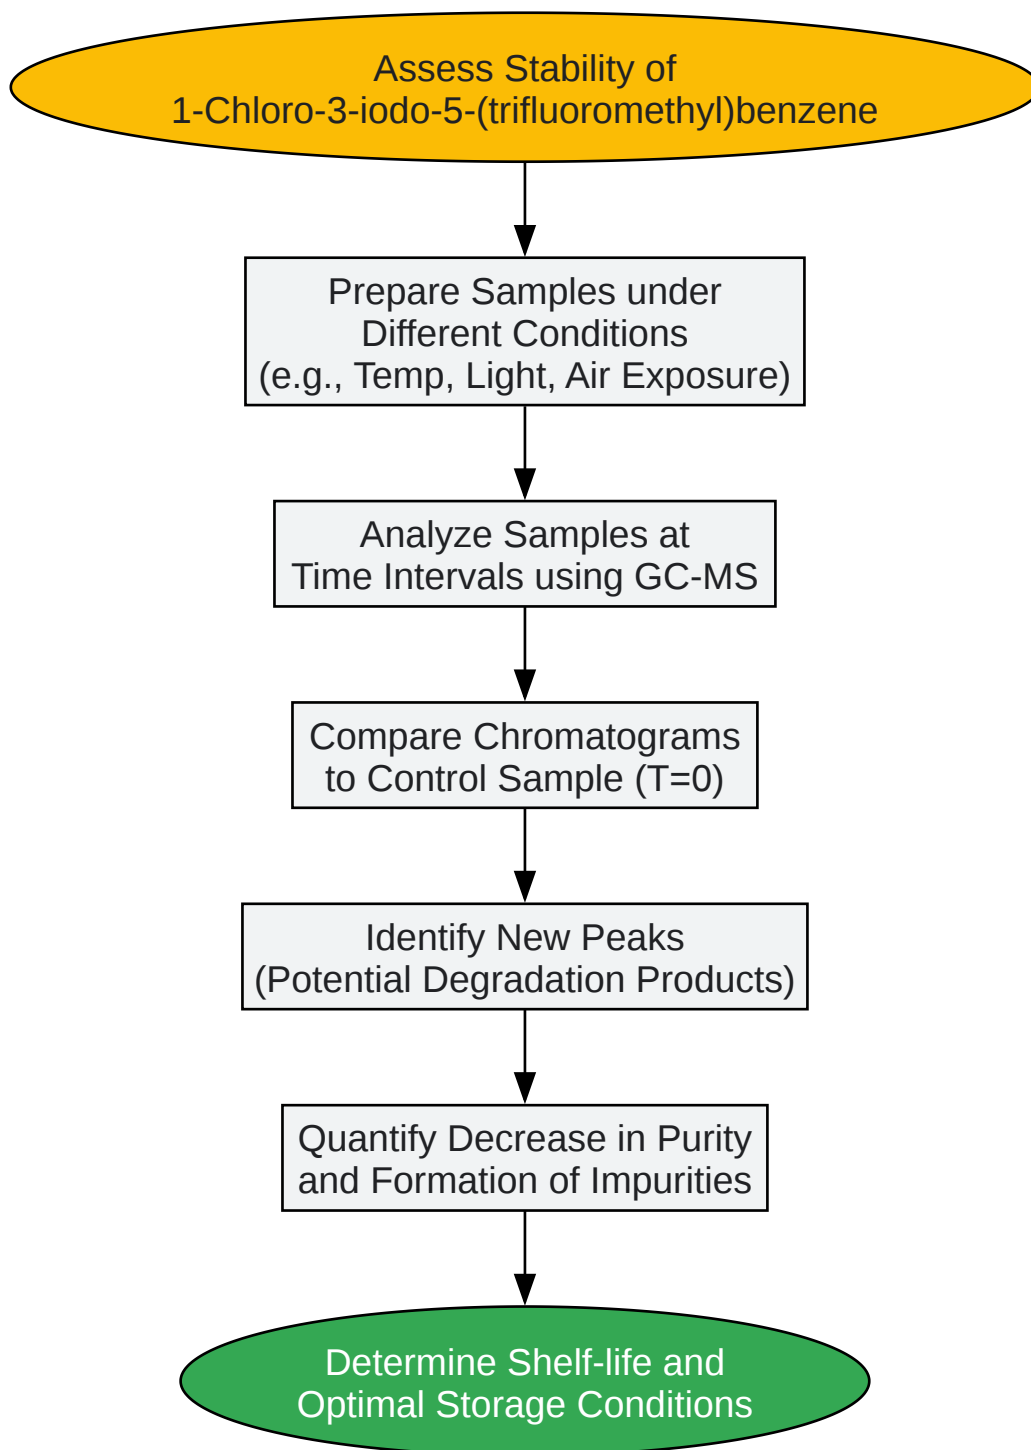 Assess Stability of
1-Chloro-3-iodo-5-(trifluoromethyl)benzene
Prepare Samples under
Different Conditions
(e.g., Temp, Light, Air Exposure)
Analyze Samples at
Time Intervals using GC-MS
Compare Chromatograms
to Control Sample (T=0)
Identify New Peaks
(Potential Degradation Products)
Quantify Decrease in Purity
and Formation of Impurities
Determine Shelf-life and
Optimal Storage Conditions